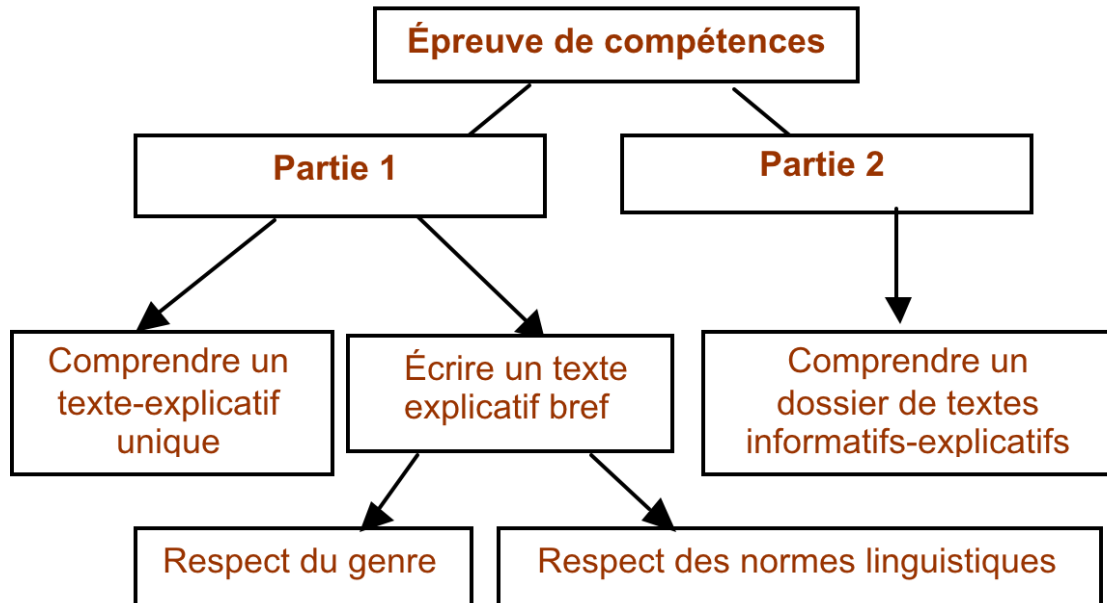 Épreuve de compétences
Partie 1
Partie 2
Comprendre un
texte-explicatif
unique
Écrire un texte
explicatif bref
Comprendre un
dossier de textes
informatifs-explicatifs
Respect du genre
Respect des normes linguistiques